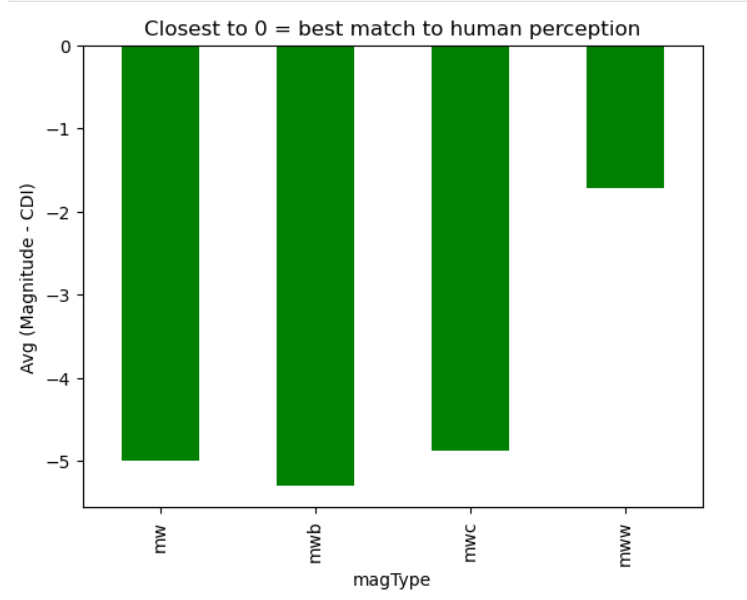 Closest to 0 = best match to human perception
0
−1
−2
−3
−4
−5
Avg (Magnitude - CDI)
mw
mwb
mwc
mww
magType